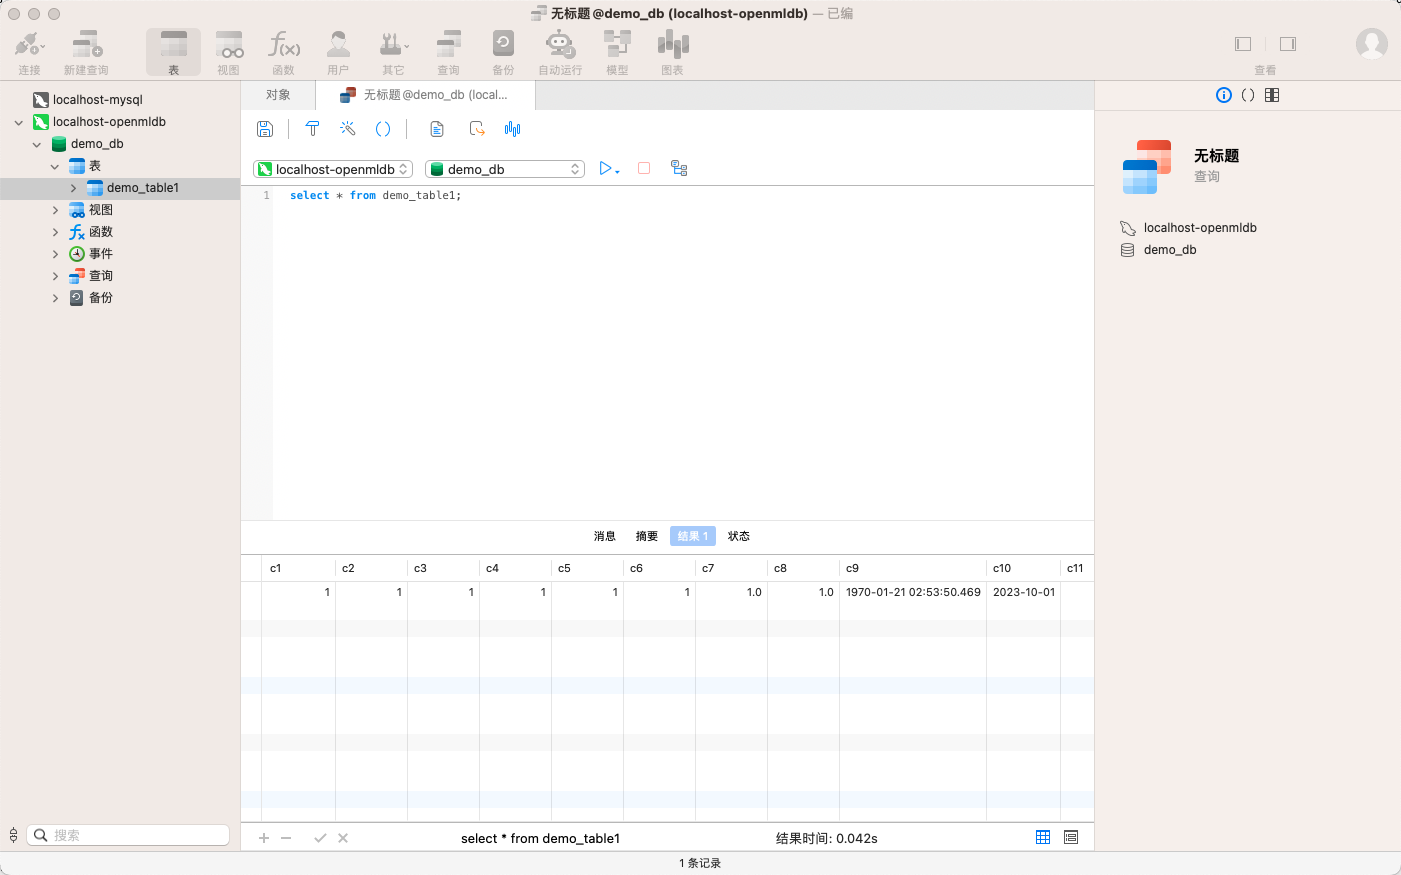 无标题 @demo_db (localhost-openmldb) — 已编
连接
新建查询
表
视图
函数
用户
其它
查询
备份
自动运行
模型
图表
查看
localhost-mysql
localhost-openmldb
demo_db
表
demo_table1
视图
函数
事件
查询
备份
搜索
对象
无标题 @demo_db (local...
localhost-openmldb
demo_db
1 select * from demo_table1;
消息 摘要 结果 1 状态
c1 c2 c3 c4 c5 c6 c7 c8 c9 c10 c11
1 1 1 1 1 1 1.0 1.0 1970-01-21 02:53:50.469 2023-10-01
select * from demo_table1
结果时间: 0.042s
1 条记录
无标题
查询
localhost-openmldb
demo_db